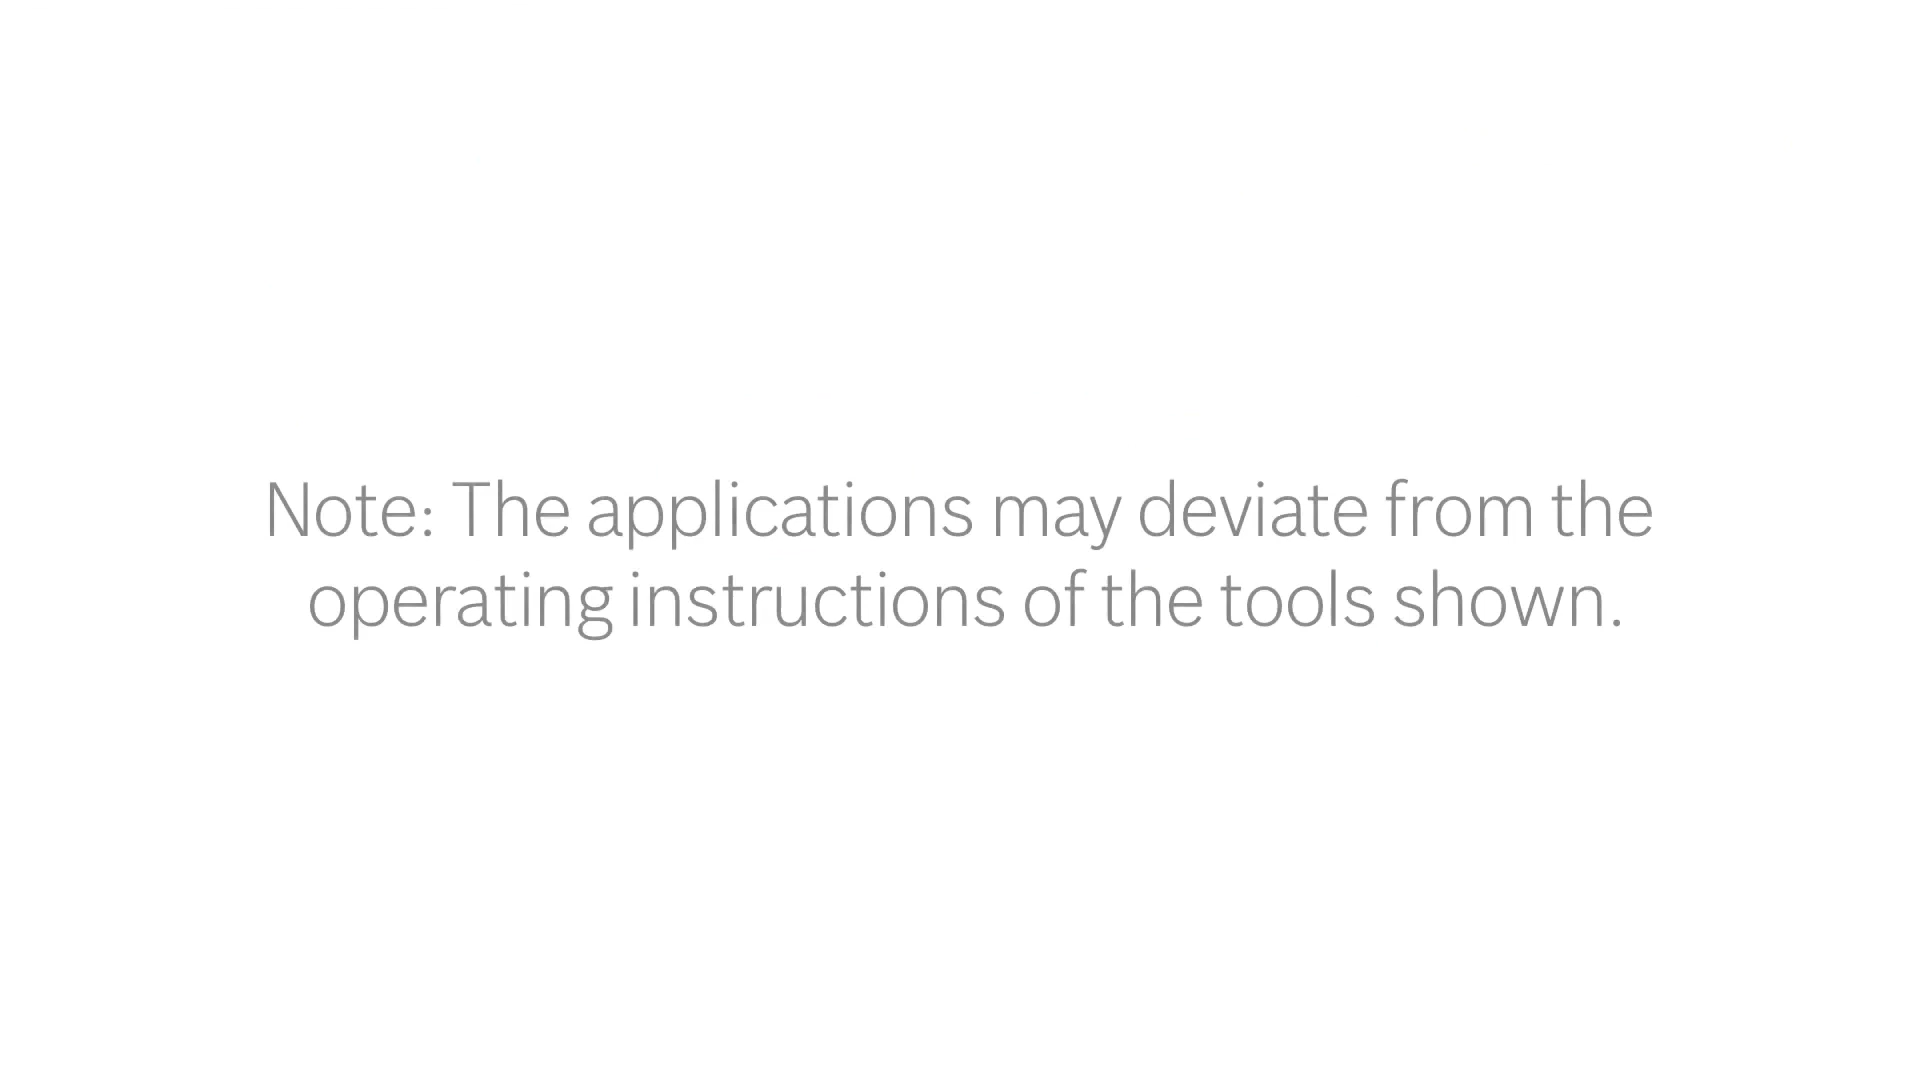 Note: The applications may deviate from the
operating instructions of the tools shown.